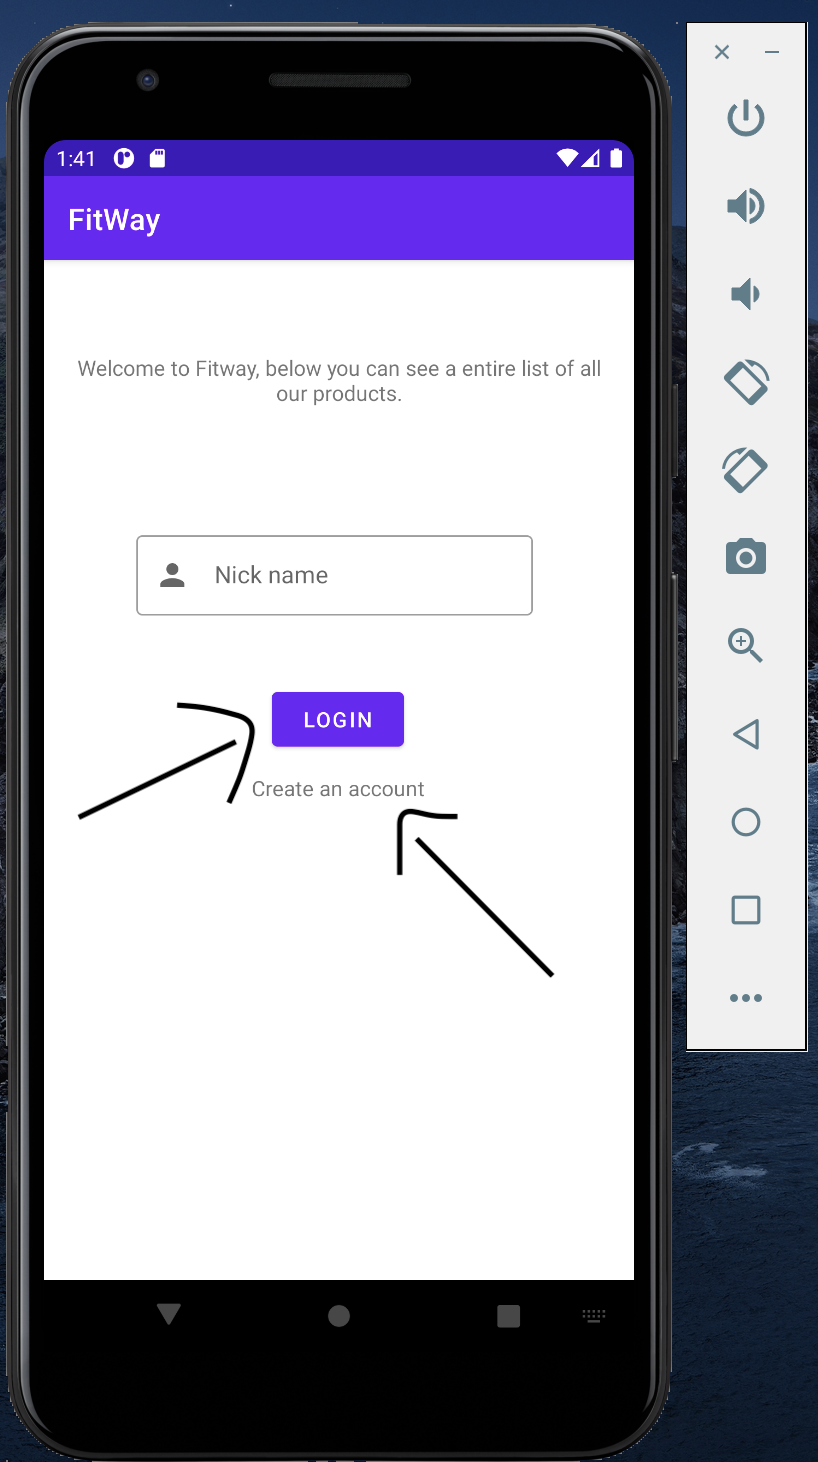 1:41
FitWay
Welcome to Fitway, below you can see a entire list of all
our products.
Nick name
LOGIN
Create an account